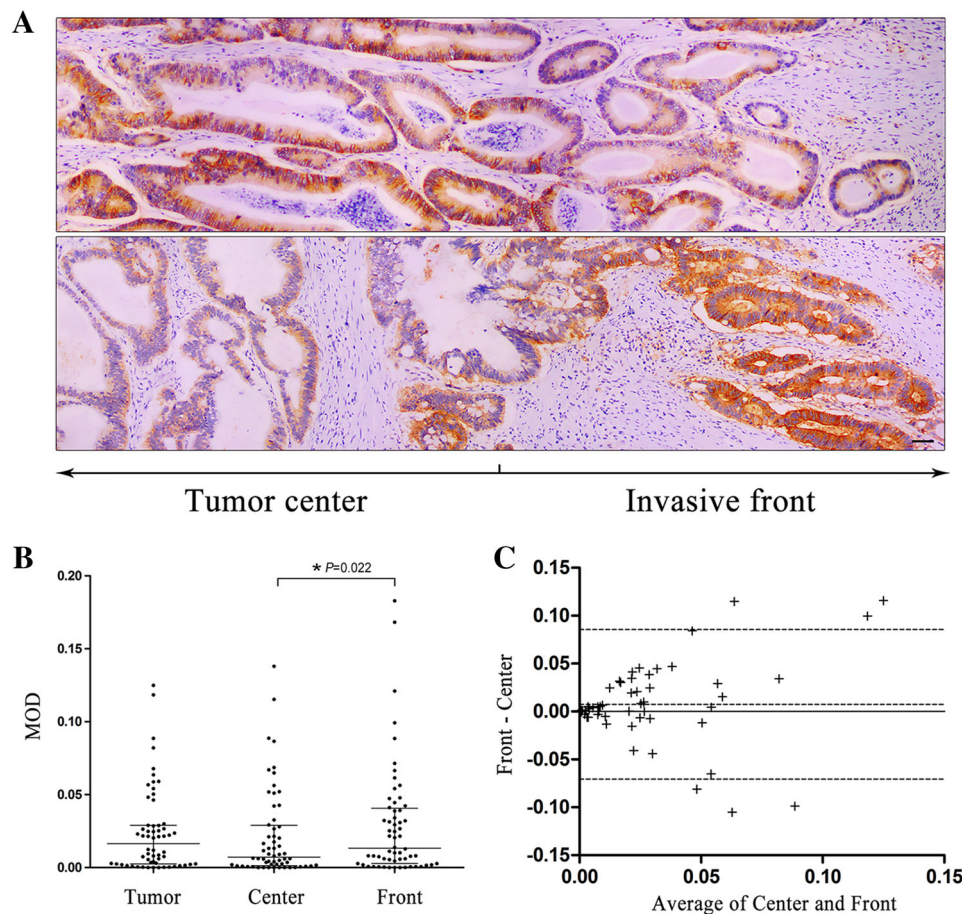 A
Tumor center
Invasive front
B
* P=0.022
0.20
0.15
0.10
0.05
0.00
MOD
Tumor
Center
Front
C
0.15
0.10
0.05
0.00
-0.05
-0.10
-0.15
Front - Center
0.00
0.05
0.10
0.15
Average of Center and Front